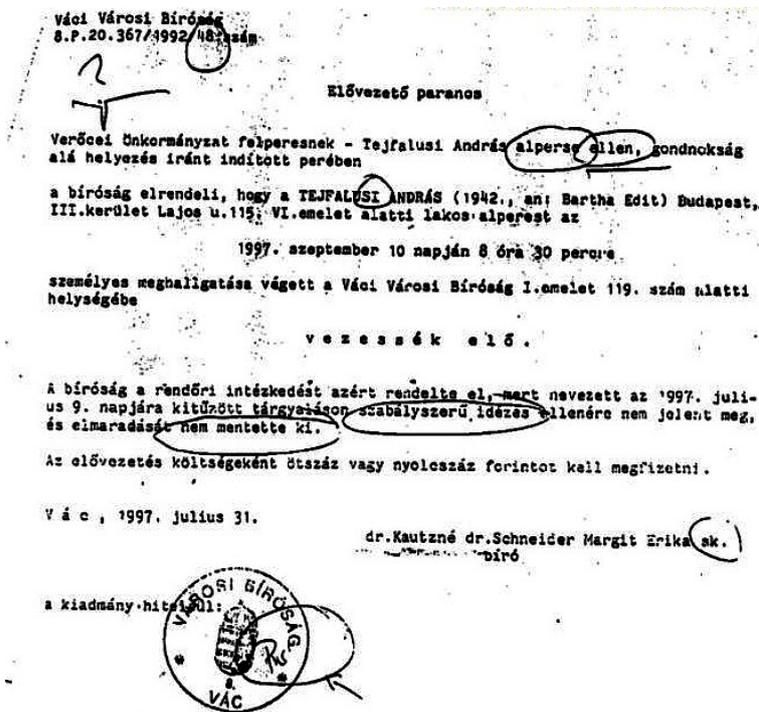 Váci Városi Bíróság
8.P.20.367/1992/48.szám
Elővezető parancs
Verőcei Önkormányzat felperesnek - Tejfalusi András alperes ellen, gondnokság
alá helyezés iránt indított perében
a bíróság elrendeli, hogy a TEJFALUSI ANDRÁS (1942., an: Bartha Edit) Budapest,
III.kerület Lajos u.115. VI.emelet alatti lakos alperest az
1997. szeptember 10 napján 8 óra 30 percre
személyes meghallgatása végett a Váci Városi Bíróság I.emelet 119. szám alatti
helységébe
v e z e s s é k   e l ő .
A bíróság a rendőri intézkedést azért rendelte el, mert nevezett az 1997. juli-
us 9. napjára kitűzött tárgyaláson szabályszerű idézés ellenére nem jelent meg,
és elmaradását nem mentette ki.
Az elővezetés költségeként ötszáz vagy nyolcszáz forintot kell megfizetni.
V á c , 1997. július 31.
dr.Kautzné dr.Schneider Margit Erika sk.
bíró
a kiadmány hiteléül:
VÁROSI BÍRÓSÁG
8.
VÁC